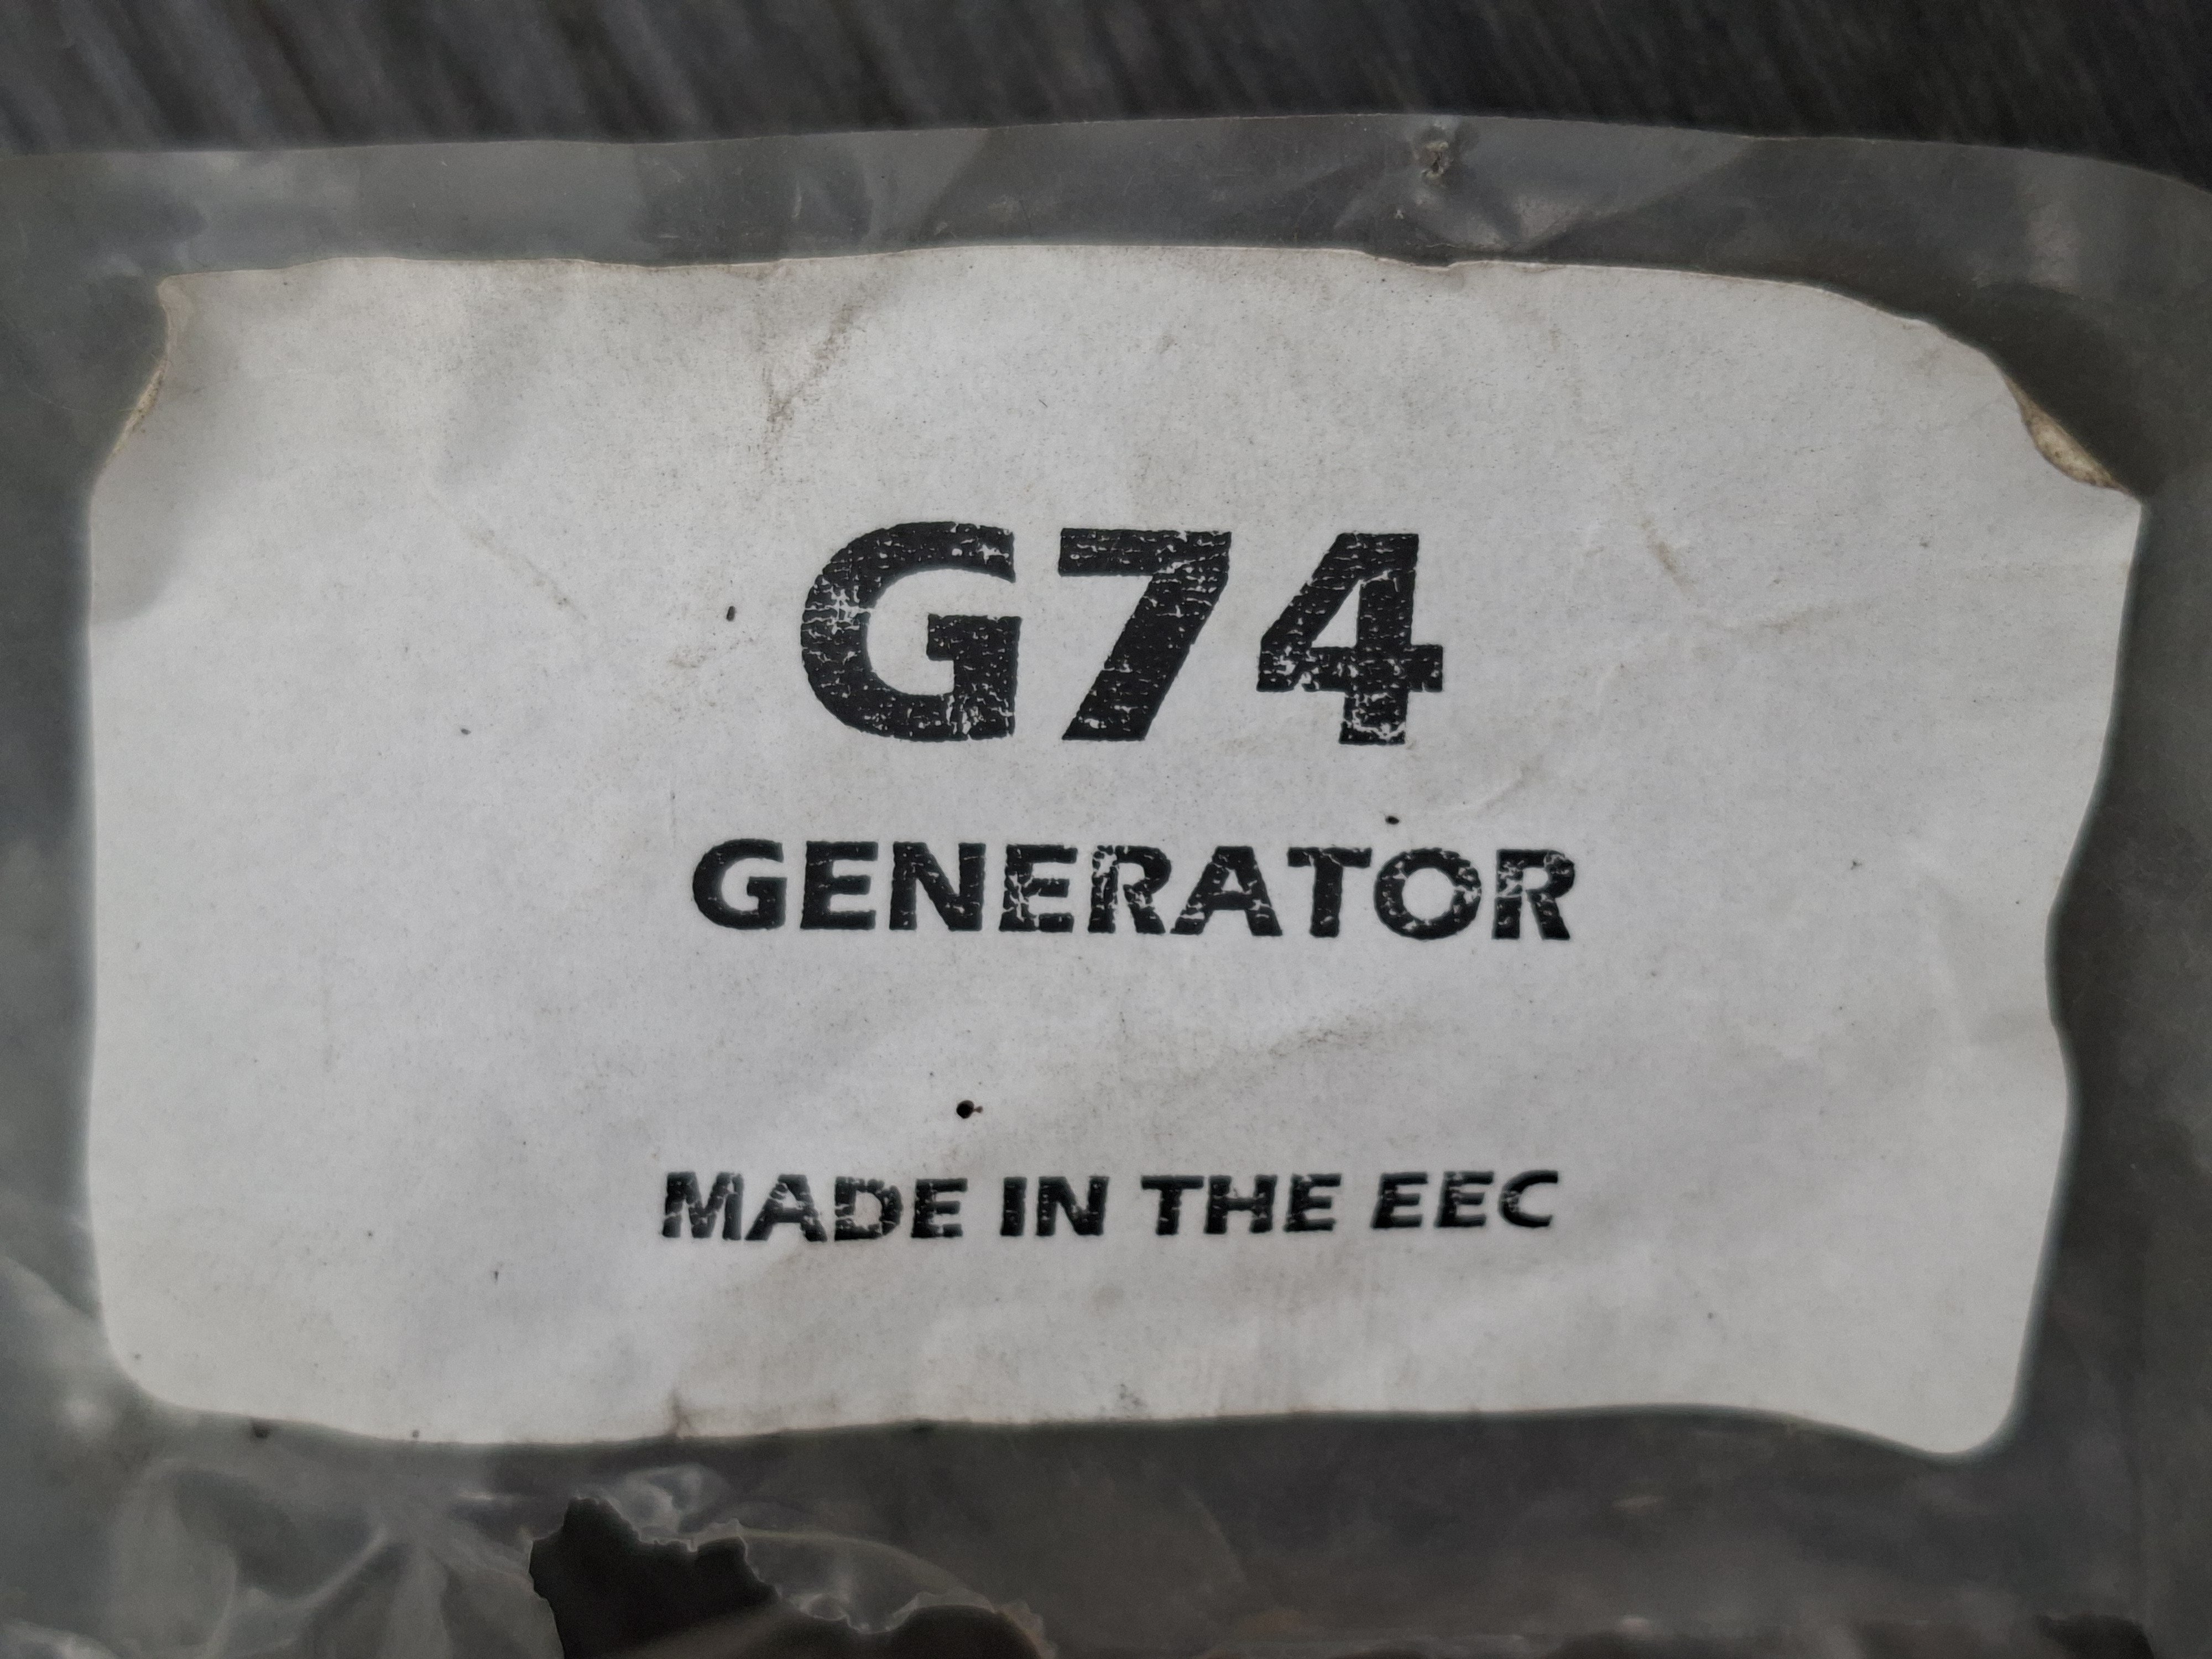 G74
GENERATOR
MADE IN THE EEC